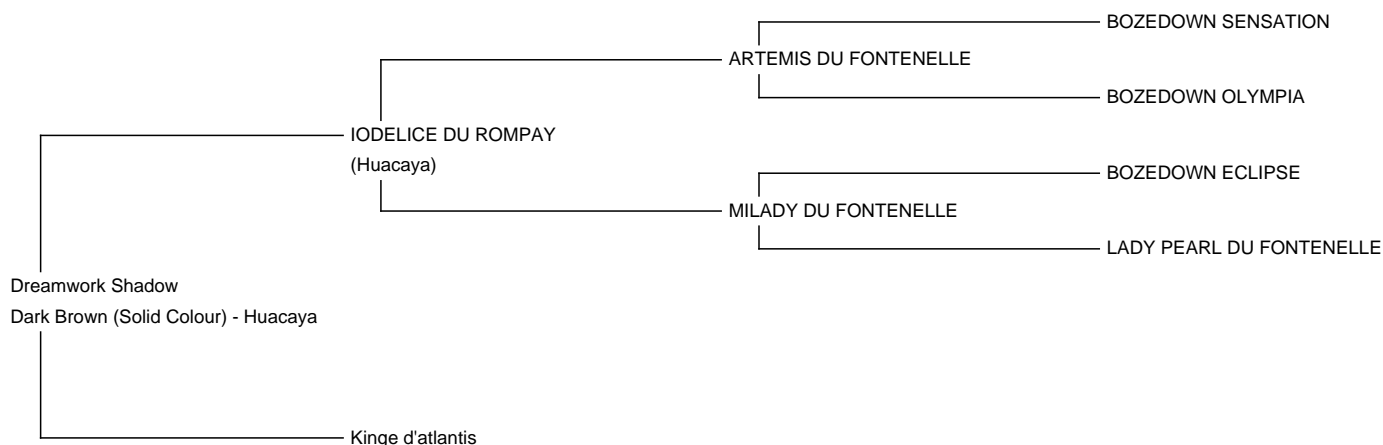 BOZEDOWN SENSATION
ARTEMIS DU FONTENELLE
BOZEDOWN OLYMPIA
IODELICE DU ROMPAY
(Huacaya)
BOZEDOWN ECLIPSE
MILADY DU FONTENELLE
LADY PEARL DU FONTENELLE
Dreamwork Shadow
Dark Brown (Solid Colour) - Huacaya
Kinge d'atlantis